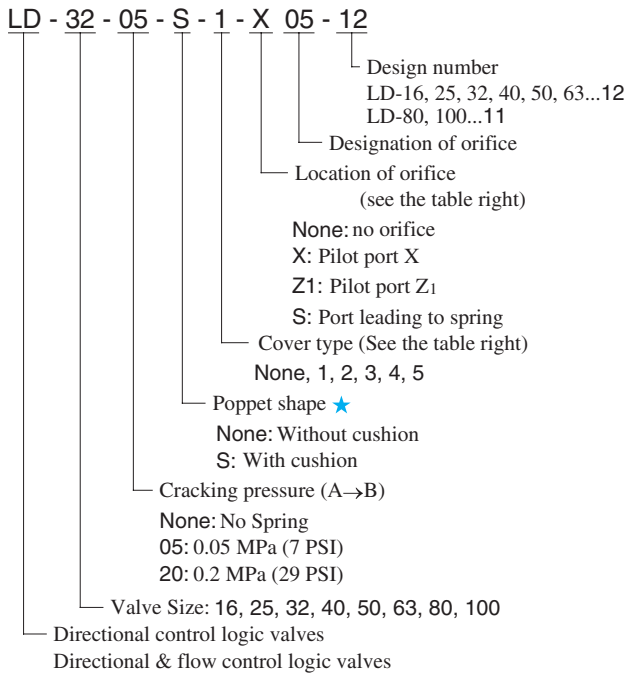 LD - 32 - 05 - S - 1 - X 05 - 12
Design number
LD-16, 25, 32, 40, 50, 63...12
LD-80, 100...11
Designation of orifice
Location of orifice
(see the table right)
None: no orifice
X: Pilot port X
Z1: Pilot port Z1
S: Port leading to spring
Cover type (See the table right)
None, 1, 2, 3, 4, 5
Poppet shape ★
None: Without cushion
S: With cushion
Cracking pressure (A→B)
None: No Spring
05: 0.05 MPa (7 PSI)
20: 0.2 MPa (29 PSI)
Valve Size: 16, 25, 32, 40, 50, 63, 80, 100
Directional control logic valves
Directional & flow control logic valves